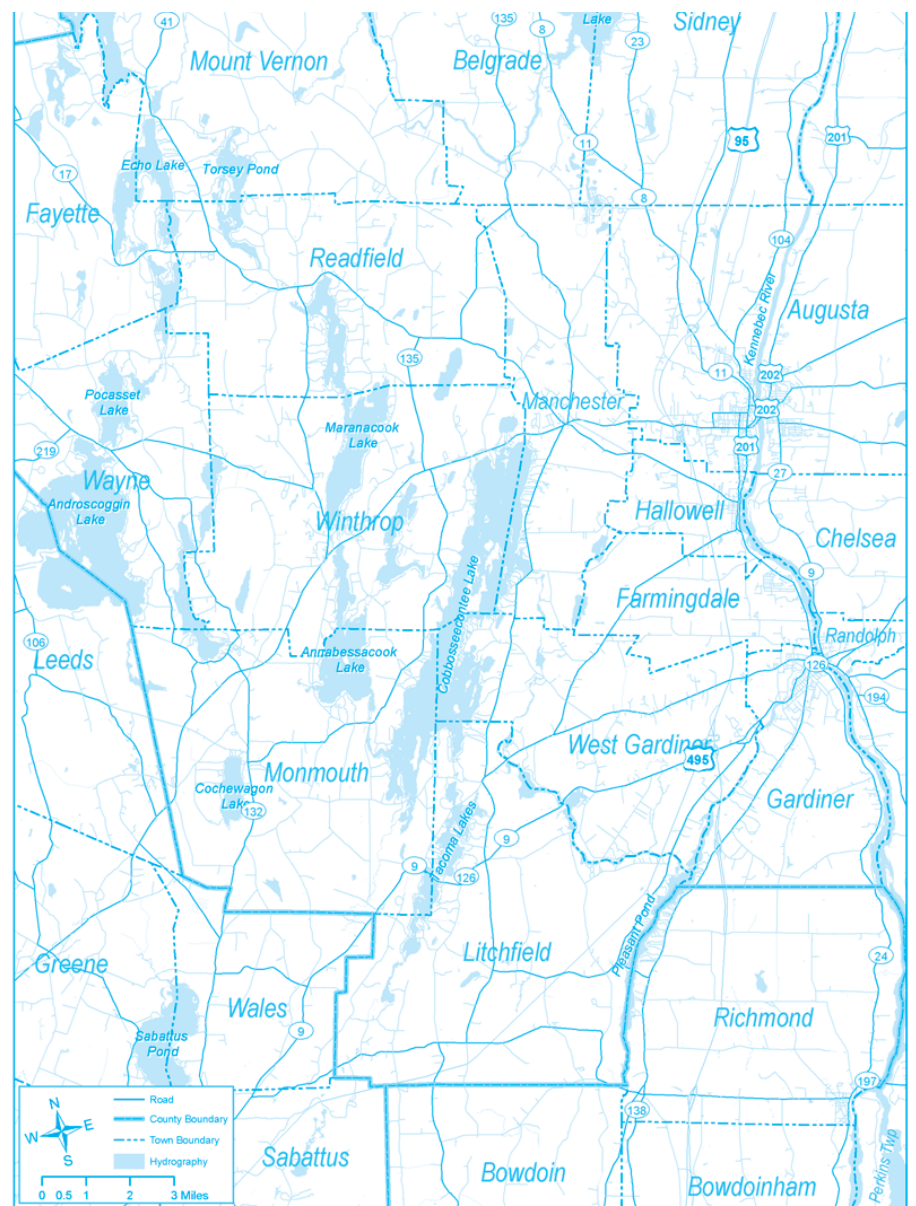 41
135
8
Lake
23
Sidney
Mount Vernon
Belgrade
95
201
11
Echo Lake
Torsey Pond
17
8
Fayette
104
Readfield
Kennebec River
Augusta
135
11
202
Pocasset
Lake
Manchester
202
Maranacook
Lake
201
219
Wayne
27
Androscoggin
Lake
Winthrop
Hallowell
Chelsea
9
Cobbosseecontee Lake
Farmingdale
106
Randolph
Leeds
Annabessacook
Lake
126
194
West Gardiner
495
Monmouth
Cochewagon
Lake
132
Gardiner
Tacoma Lakes
9
9
126
Pleasant Pond
Litchfield
24
Greene
Wales
9
Richmond
Sabattus
Pond
197
138
N
W E
S
Road
County Boundary
Town Boundary
Hydrography
0 0.5 1 2 3 Miles
Sabattus
Bowdoin
Bowdoinham
Perkins Twp